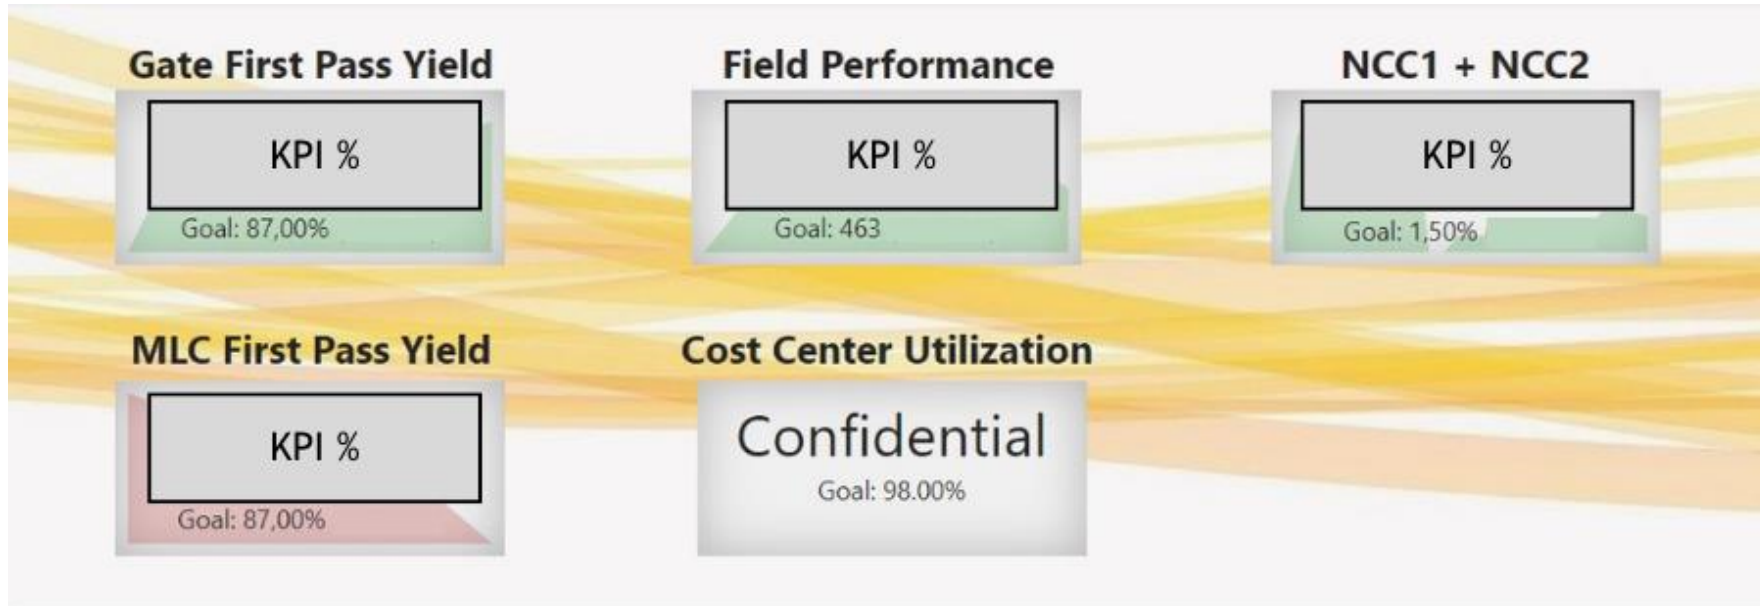 Gate First Pass Yield
KPI %
Goal: 87,00%
Field Performance
KPI %
Goal: 463
NCC1 + NCC2
KPI %
Goal: 1,50%
MLC First Pass Yield
KPI %
Goal: 87,00%
Cost Center Utilization
Confidential
Goal: 98.00%